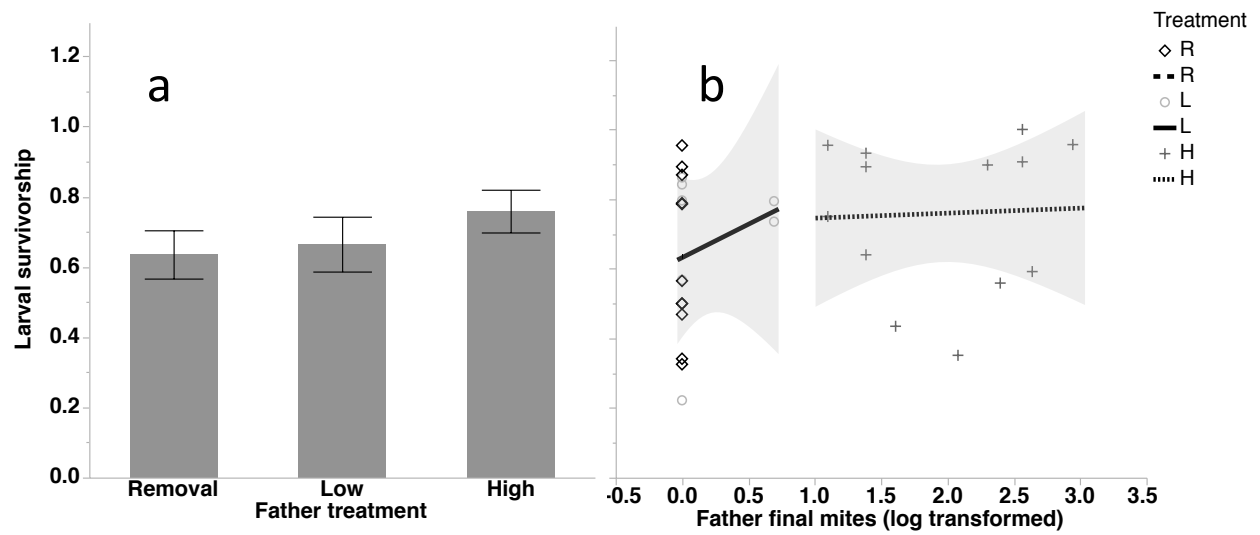 a
b
Larval survivorship
1.2
1.0
0.8
0.6
0.4
0.2
0.0
Removal
Low
High
Father treatment
-0.5
0.0
0.5
1.0
1.5
2.0
2.5
3.0
3.5
Father final mites (log transformed)
Treatment
R
R
L
L
H
H